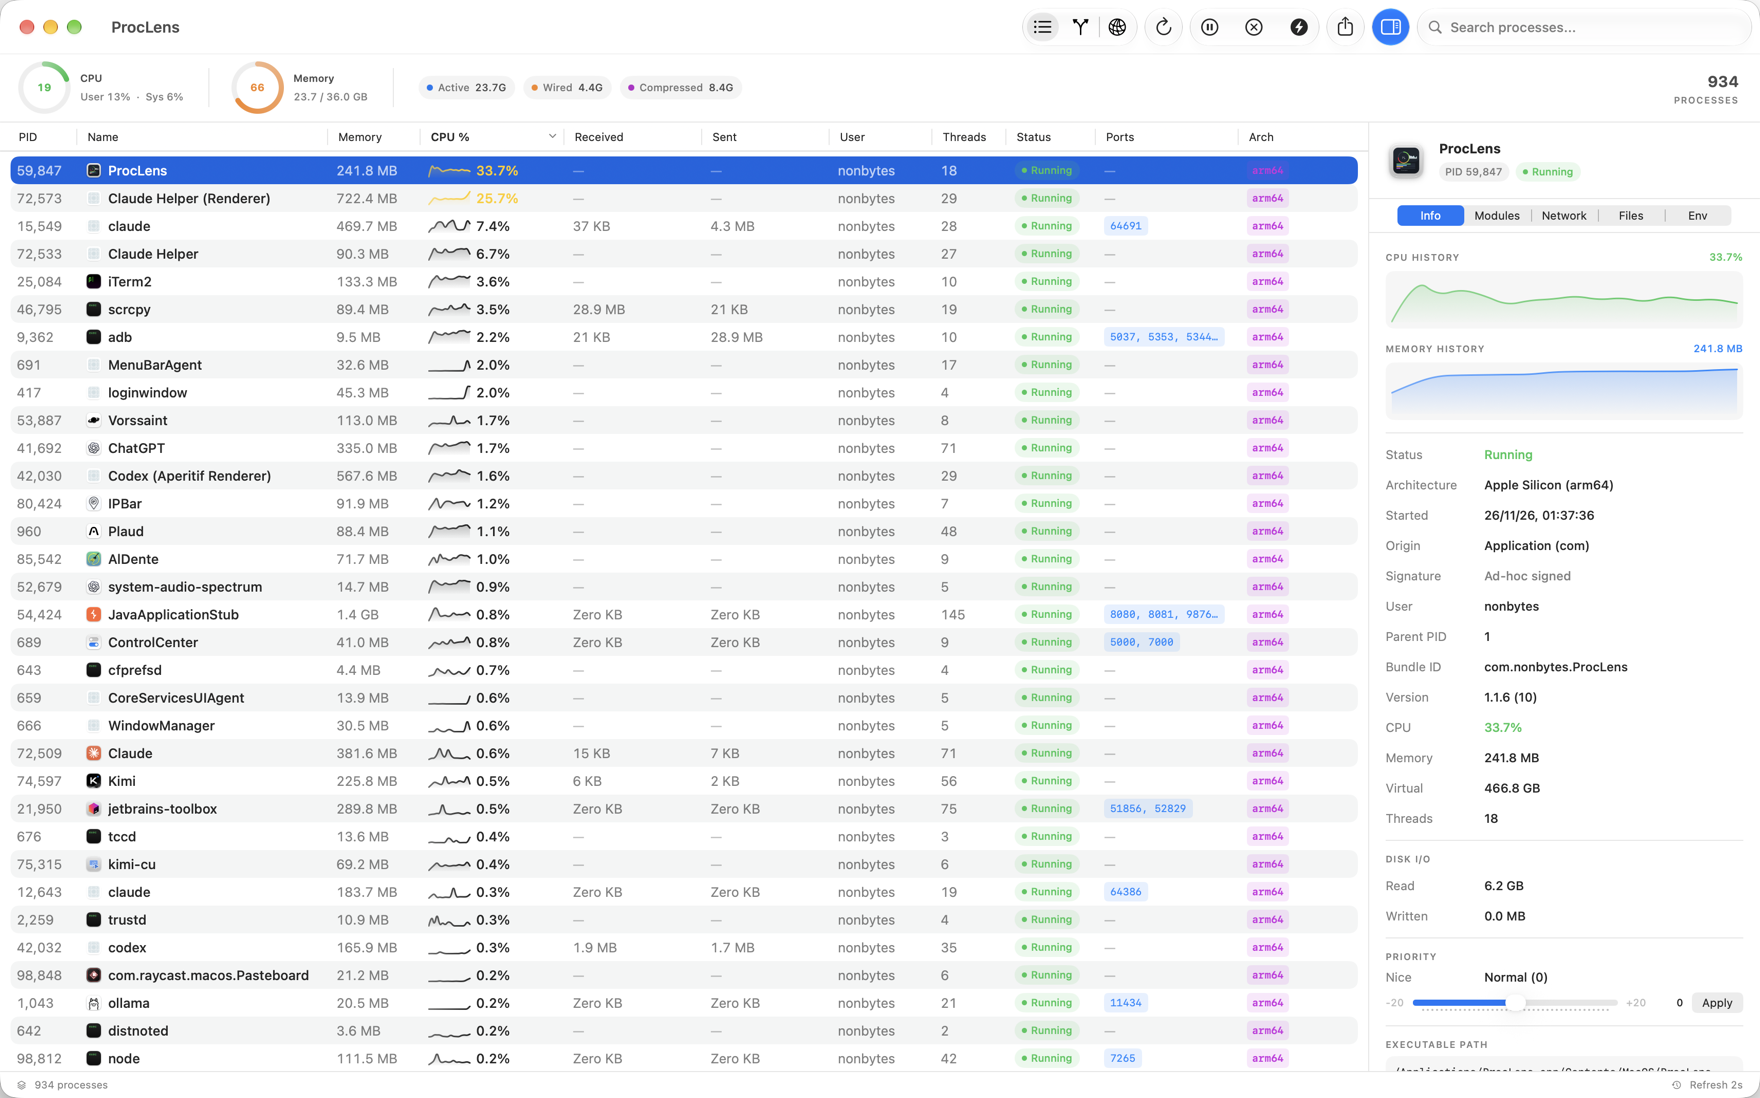 ProcLens
Search processes...
19
CPU
User 13% · Sys 6%
66
Memory
23.7 / 36.0 GB
Active 23.7G
Wired 4.4G
Compressed 8.4G
934
PROCESSES
PID Name Memory CPU % Received Sent User Threads Status Ports Arch
59,847 ProcLens 241.8 MB 33.7% — — nonbytes 18 Running — arm64
72,573 Claude Helper (Renderer) 722.4 MB 25.7% — — nonbytes 29 Running — arm64
15,549 claude 469.7 MB 7.4% 37 KB 4.3 MB nonbytes 28 Running 64691 arm64
72,533 Claude Helper 90.3 MB 6.7% — — nonbytes 27 Running — arm64
25,084 iTerm2 133.3 MB 3.6% — — nonbytes 10 Running — arm64
46,795 scrcpy 89.4 MB 3.5% 28.9 MB 21 KB nonbytes 19 Running — arm64
9,362 adb 9.5 MB 2.2% 21 KB 28.9 MB nonbytes 10 Running 5037, 5353, 5344… arm64
691 MenuBarAgent 32.6 MB 2.0% — — nonbytes 17 Running — arm64
417 loginwindow 45.3 MB 2.0% — — nonbytes 4 Running — arm64
53,887 Vorssaint 113.0 MB 1.7% — — nonbytes 8 Running — arm64
41,692 ChatGPT 335.0 MB 1.7% — — nonbytes 71 Running — arm64
42,030 Codex (Aperitif Renderer) 567.6 MB 1.6% — — nonbytes 29 Running — arm64
80,424 IPBar 91.9 MB 1.2% — — nonbytes 7 Running — arm64
960 Plaud 88.4 MB 1.1% — — nonbytes 48 Running — arm64
85,542 AlDente 71.7 MB 1.0% — — nonbytes 9 Running — arm64
52,679 system-audio-spectrum 14.7 MB 0.9% — — nonbytes 5 Running — arm64
54,424 JavaApplicationStub 1.4 GB 0.8% Zero KB Zero KB nonbytes 145 Running 8080, 8081, 9876… arm64
689 ControlCenter 41.0 MB 0.8% Zero KB Zero KB nonbytes 9 Running 5000, 7000 arm64
643 cfprefsd 4.4 MB 0.7% — — nonbytes 4 Running — arm64
659 CoreServicesUIAgent 13.9 MB 0.6% — — nonbytes 5 Running — arm64
666 WindowManager 30.5 MB 0.6% — — nonbytes 5 Running — arm64
72,509 Claude 381.6 MB 0.6% 15 KB 7 KB nonbytes 71 Running — arm64
74,597 Kimi 225.8 MB 0.5% 6 KB 2 KB nonbytes 56 Running — arm64
21,950 jetbrains-toolbox 289.8 MB 0.5% Zero KB Zero KB nonbytes 75 Running 51856, 52829 arm64
676 tccd 13.6 MB 0.4% — — nonbytes 3 Running — arm64
75,315 kimi-cu 69.2 MB 0.4% — — nonbytes 6 Running — arm64
12,643 claude 183.7 MB 0.3% Zero KB Zero KB nonbytes 19 Running 64386 arm64
2,259 trustd 10.9 MB 0.3% — — nonbytes 4 Running — arm64
42,032 codex 165.9 MB 0.3% 1.9 MB 1.7 MB nonbytes 35 Running — arm64
98,848 com.raycast.macos.Pasteboard 21.2 MB 0.2% — — nonbytes 6 Running — arm64
1,043 ollama 20.5 MB 0.2% Zero KB Zero KB nonbytes 21 Running 11434 arm64
642 distnoted 3.6 MB 0.2% — — nonbytes 2 Running — arm64
98,812 node 111.5 MB 0.2% Zero KB Zero KB nonbytes 42 Running 7265 arm64
934 processes
ProcLens
PID 59,847 Running
Info Modules Network Files Env
CPU HISTORY 33.7%
MEMORY HISTORY 241.8 MB
Status Running
Architecture Apple Silicon (arm64)
Started 26/11/26, 01:37:36
Origin Application (com)
Signature Ad-hoc signed
User nonbytes
Parent PID 1
Bundle ID com.nonbytes.ProcLens
Version 1.1.6 (10)
CPU 33.7%
Memory 241.8 MB
Virtual 466.8 GB
Threads 18
DISK I/O
Read 6.2 GB
Written 0.0 MB
PRIORITY
Nice Normal (0)
-20 +20 0 Apply
EXECUTABLE PATH
Refresh 2s